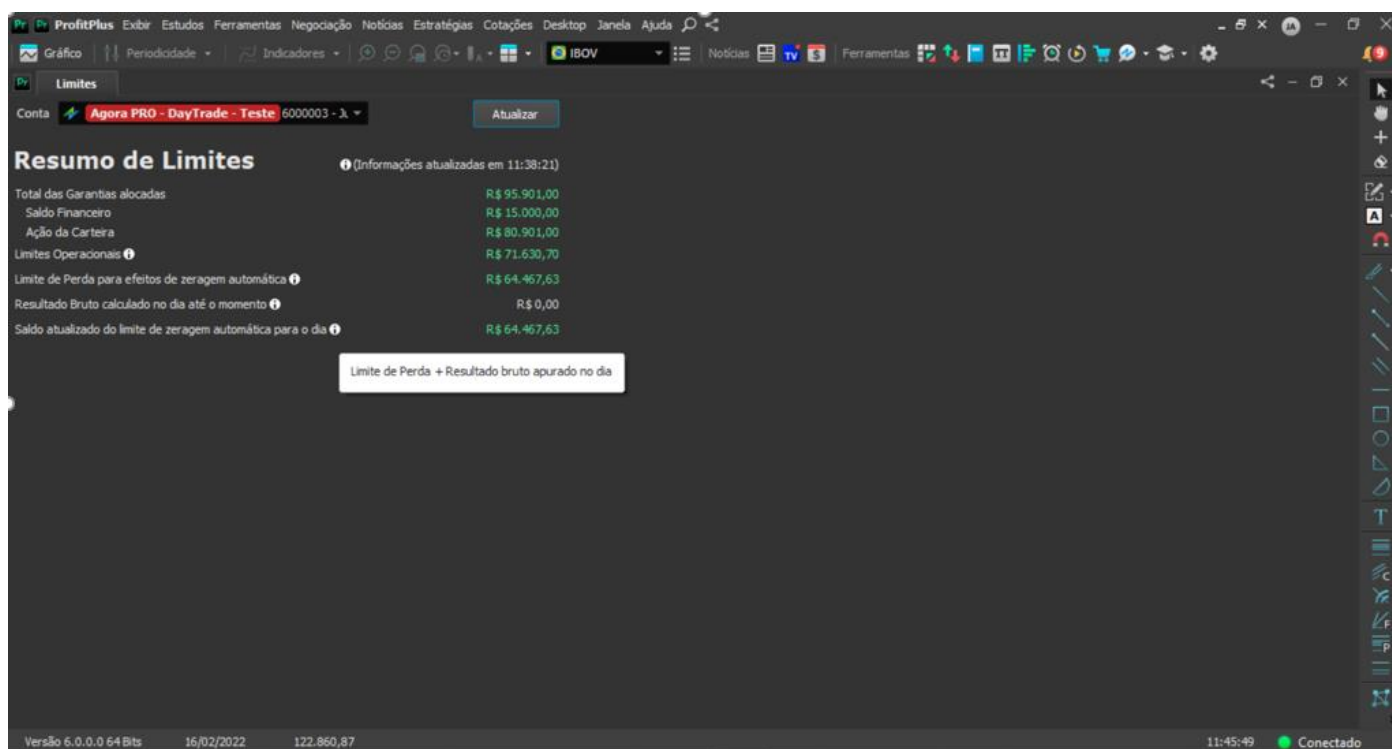 ProfitPlus Exibir Estudos Ferramentas Negociação Notícias Estratégias Cotações Desktop Janela Ajuda JA
Gráfico Periodicidade Indicadores IBOV Notícias TV Ferramentas 9
Limites
Conta Agora PRO - DayTrade - Teste 6000003 - Atualizar
Resumo de Limites (Informações atualizadas em 11:38:21)
Total das Garantias alocadas R$ 95.901,00
Saldo Financeiro R$ 15.000,00
Ação da Carteira R$ 80.901,00
Limites Operacionais R$ 71.630,70
Limite de Perda para efeitos de zeragem automática R$ 64.467,63
Resultado Bruto calculado no dia até o momento R$ 0,00
Saldo atualizado do limite de zeragem automática para o dia R$ 64.467,63
Limite de Perda + Resultado bruto apurado no dia
Versão 6.0.0.0 64 Bits 16/02/2022 122.860,87 11:45:49 Conectado